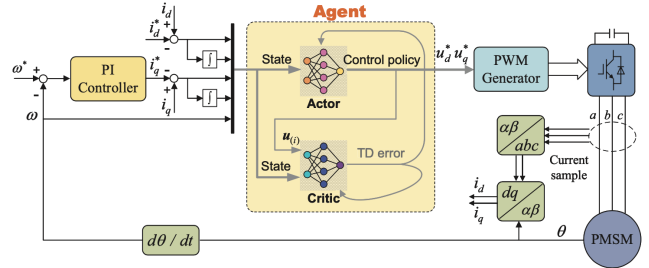 Agent
i_d
i_d^*
+
-
∫
State
Actor
Control policy
u_d^* u_q^*
PWM
Generator
ω^* +
-
PI
Controller
i_q^* -
+
∫
i_q
ω
a b c
u_(i)
State
TD error
Critic
αβ
abc
Current
sample
i_d
i_q
dq
αβ
dθ / dt
θ
PMSM